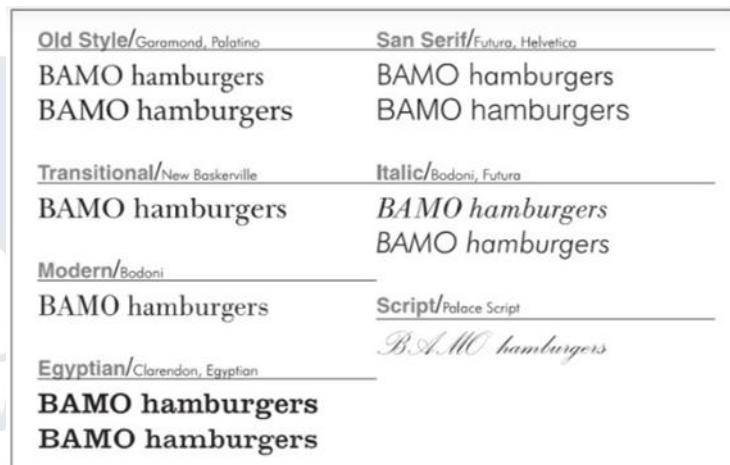 Old Style/Garamond, Palatino
BAMO hamburgers
BAMO hamburgers
Transitional/New Baskerville
BAMO hamburgers
Modern/Bodoni
BAMO hamburgers
Egyptian/Clarendon, Egyptian
BAMO hamburgers
BAMO hamburgers
San Serif/Futura, Helvetica
BAMO hamburgers
BAMO hamburgers
Italic/Bodoni, Futura
BAMO hamburgers
BAMO hamburgers
Script/Palace Script
BAMO hamburgers